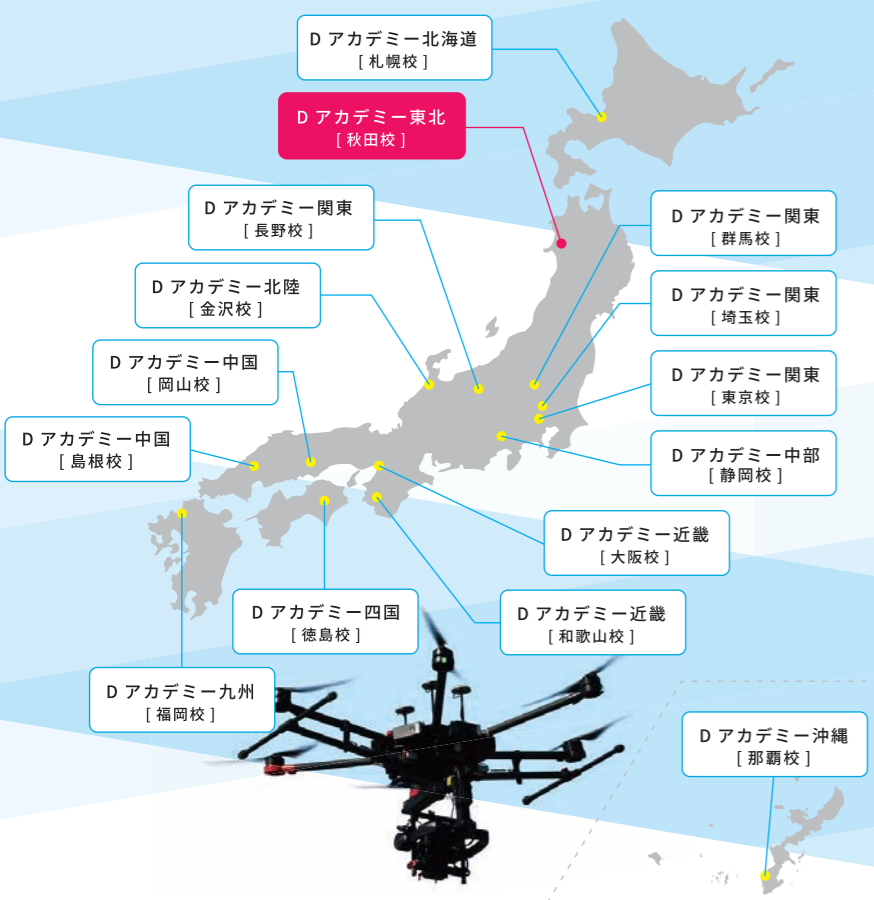 D アカデミー北海道
[ 札幌校 ]
D アカデミー東北
[ 秋田校 ]
D アカデミー関東
[ 長野校 ]
D アカデミー関東
[ 群馬校 ]
D アカデミー北陸
[ 金沢校 ]
D アカデミー関東
[ 埼玉校 ]
D アカデミー中国
[ 岡山校 ]
D アカデミー関東
[ 東京校 ]
D アカデミー中国
[ 島根校 ]
D アカデミー中部
[ 静岡校 ]
D アカデミー近畿
[ 大阪校 ]
D アカデミー四国
[ 徳島校 ]
D アカデミー近畿
[ 和歌山校 ]
D アカデミー九州
[ 福岡校 ]
D アカデミー沖縄
[ 那覇校 ]